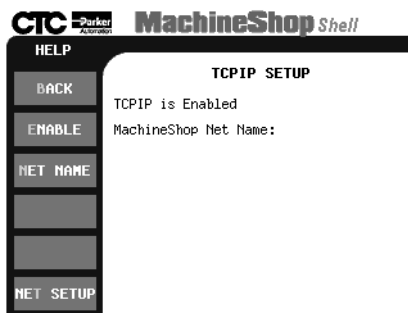 CTC Parker Automation MachineShop Shell
HELP
TCPIP SETUP
BACK
TCPIP is Enabled
ENABLE
MachineShop Net Name:
NET NAME
NET SETUP